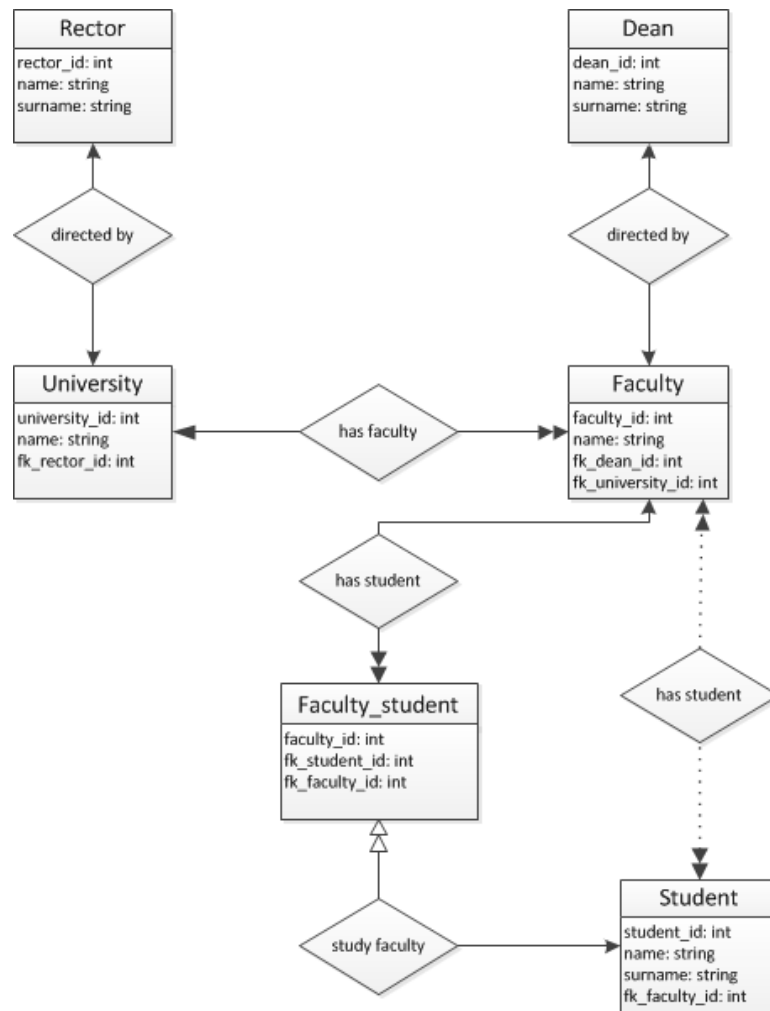 Rector
rector_id: int
name: string
surname: string
Dean
dean_id: int
name: string
surname: string
directed by
directed by
University
university_id: int
name: string
fk_rector_id: int
has faculty
Faculty
faculty_id: int
name: string
fk_dean_id: int
fk_university_id: int
has student
Faculty_student
faculty_id: int
fk_student_id: int
fk_faculty_id: int
has student
study faculty
Student
student_id: int
name: string
surname: string
fk_faculty_id: int